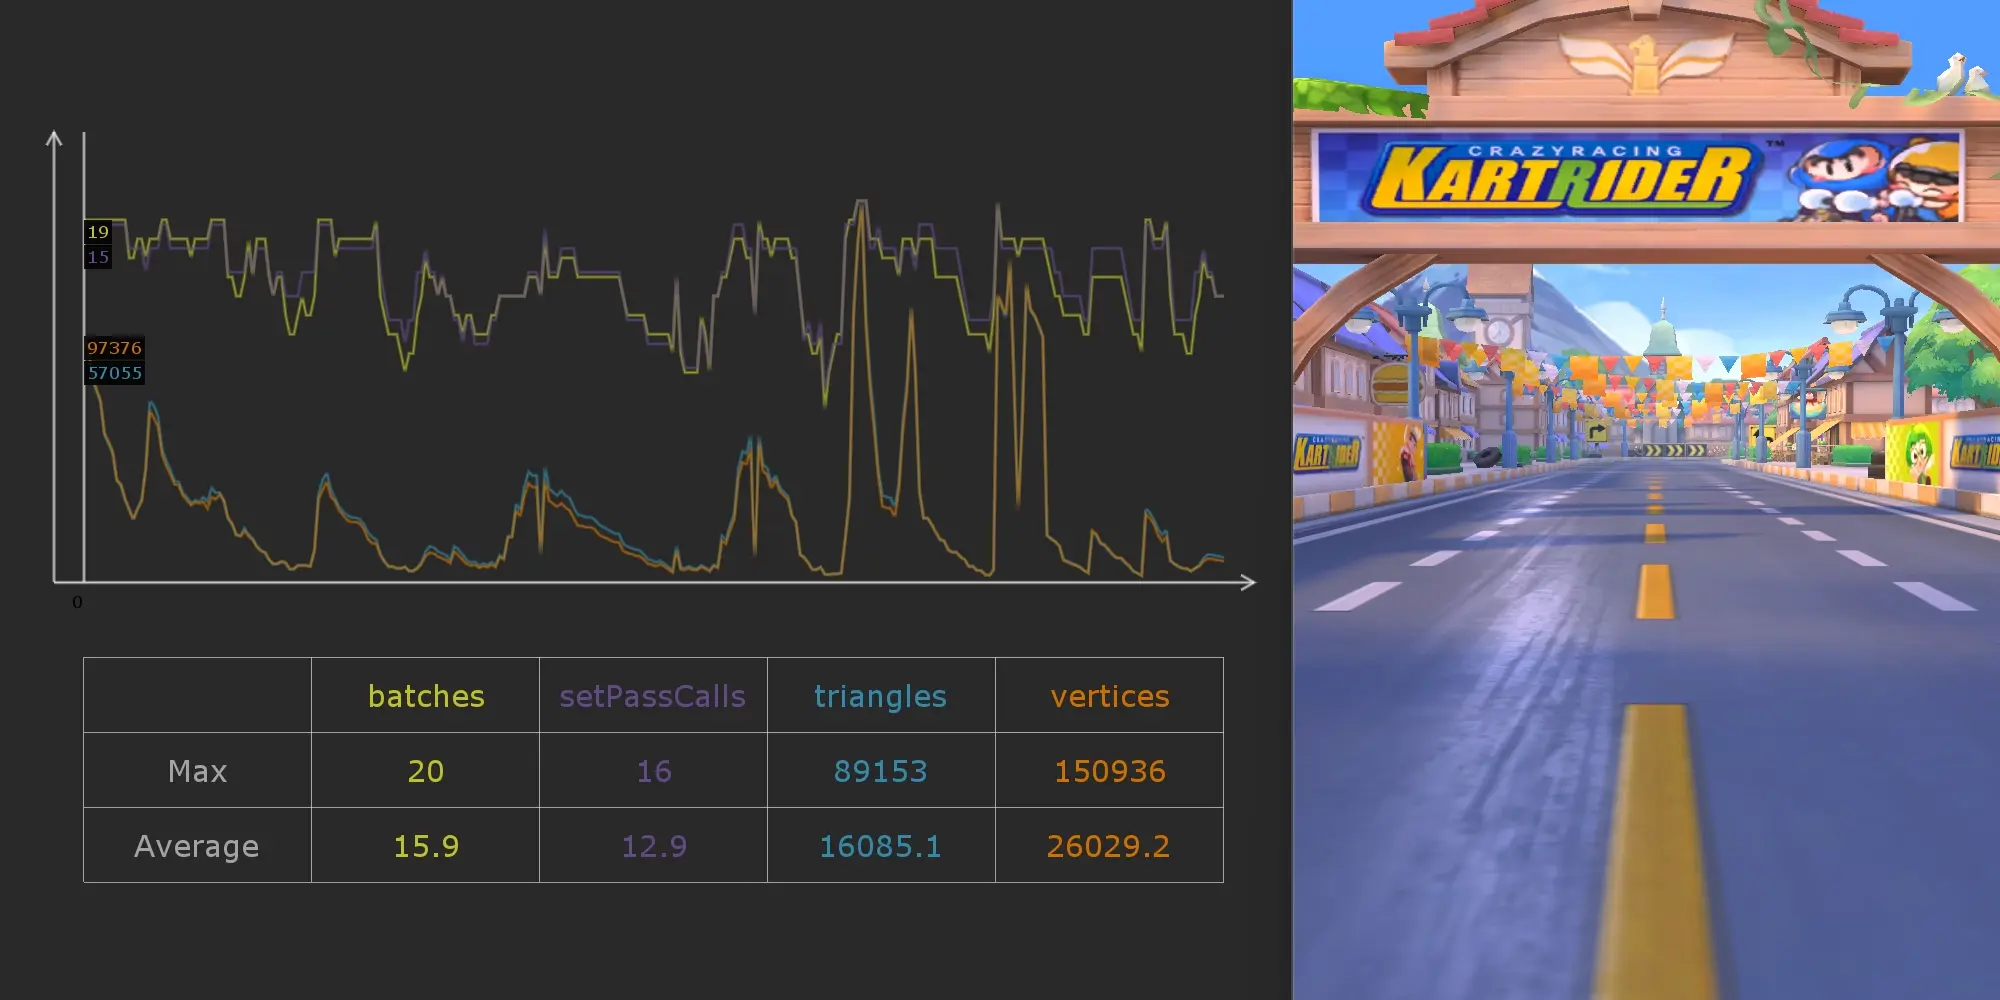 19
15
97376
57055
0
batches setPassCalls triangles vertices
Max 20 16 89153 150936
Average 15.9 12.9 16085.1 26029.2
CRAZYRACING
KARTRIDER™
KARTRIDER